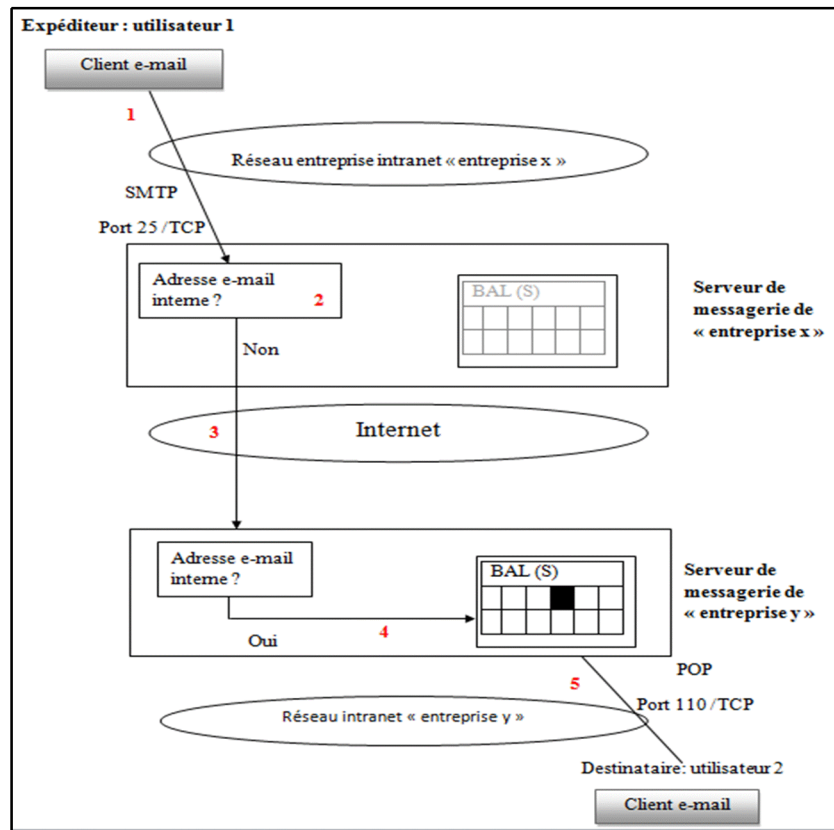 Expéditeur : utilisateur 1
Client e-mail
1
Réseau entreprise intranet « entreprise x »
SMTP
Port 25 /TCP
Adresse e-mail
interne ?
2
BAL (S)
Serveur de
messagerie de
« entreprise x »
Non
3
Internet
Adresse e-mail
interne ?
BAL (S)
Serveur de
messagerie de
« entreprise y »
Oui
4
5
POP
Port 110 /TCP
Réseau intranet « entreprise y »
Destinataire: utilisateur 2
Client e-mail